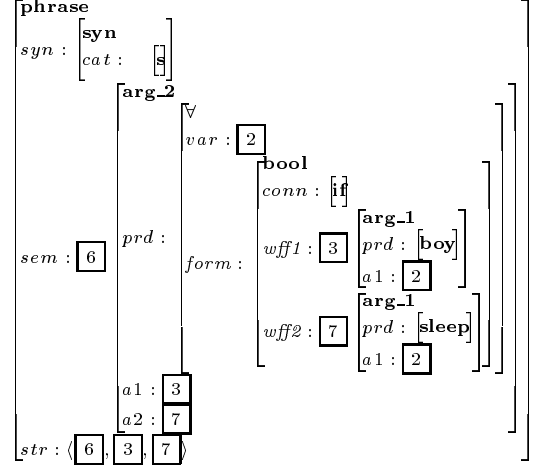 phrase
syn : syn
cat : s
arg_2
∀
var : 2
bool
conn : if
arg_1
prd : boy
wff1 : 3
a1 : 2
sem : 6 prd : form :
arg_1
prd : sleep
wff2 : 7
a1 : 2
a1 : 3
a2 : 7
str : ⟨ 6 , 3 , 7 ⟩